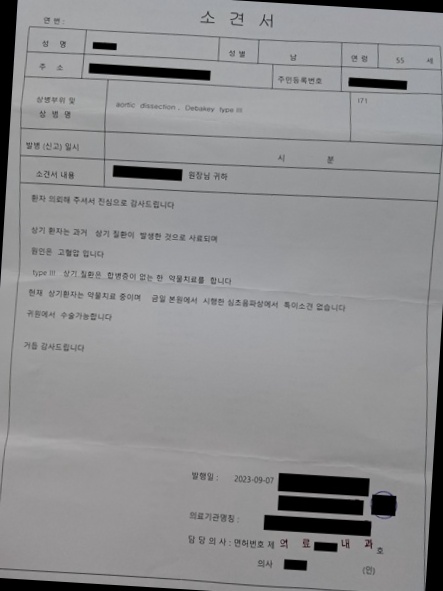 소 견 서
연 번 :
성 명 성 별 남 연 령 55 세
주 소 주민등록번호
상병부위 및 상 병 명 aortic dissection . Debakey type III I71
발병 (신고) 일시 시 분
소견서 내용 원장님 귀하
환자 의뢰해 주셔서 진심으로 감사드립니다
상기 환자는 과거 상기 질환이 발생한 것으로 사료되며
원인은 고혈압 입니다
type III 상기 질환은 합병증이 없는 한 약물치료를 합니다
현재 상기환자는 약물치료 중이며 금일 본원에서 시행한 심초음파상에서 특이소견 없습니다
귀원에서 수술가능합니다
거듭 감사드립니다
발행일 : 2023-09-07
의료기관명칭 :
담 당 의 사 : 면허번호 제 의 료 내 과 호
의사 (인)